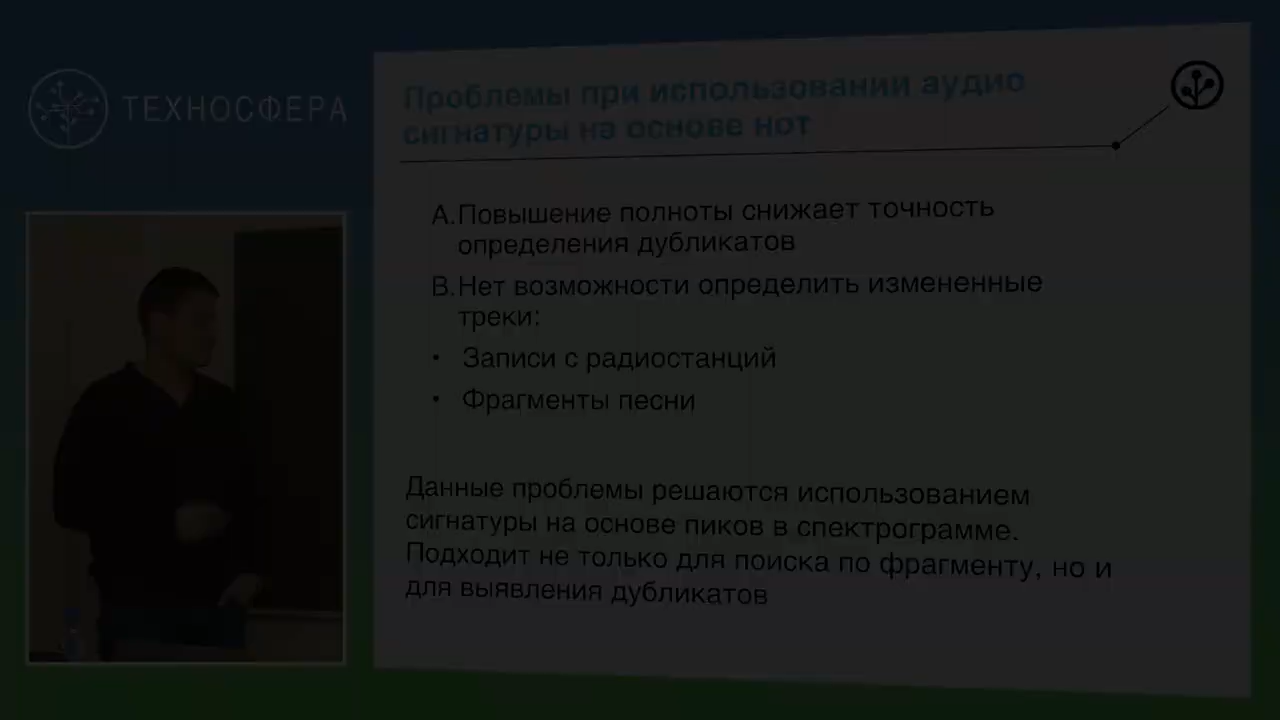 ТЕХНОСФЕРА
Проблемы при использовании аудио
сигнатуры на основе нот
А.Повышение полноты снижает точность
определения дубликатов
В.Нет возможности определить измененные
треки:
• Записи с радиостанций
• Фрагменты песни
Данные проблемы решаются использованием
сигнатуры на основе пиков в спектрограмме.
Подходит не только для поиска по фрагменту, но и
для выявления дубликатов